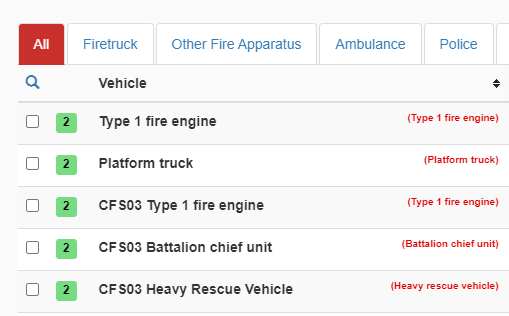 All Firetruck Other Fire Apparatus Ambulance Police
Vehicle
2 Type 1 fire engine (Type 1 fire engine)
2 Platform truck (Platform truck)
2 CFS03 Type 1 fire engine (Type 1 fire engine)
2 CFS03 Battalion chief unit (Battalion chief unit)
2 CFS03 Heavy Rescue Vehicle (Heavy rescue vehicle)